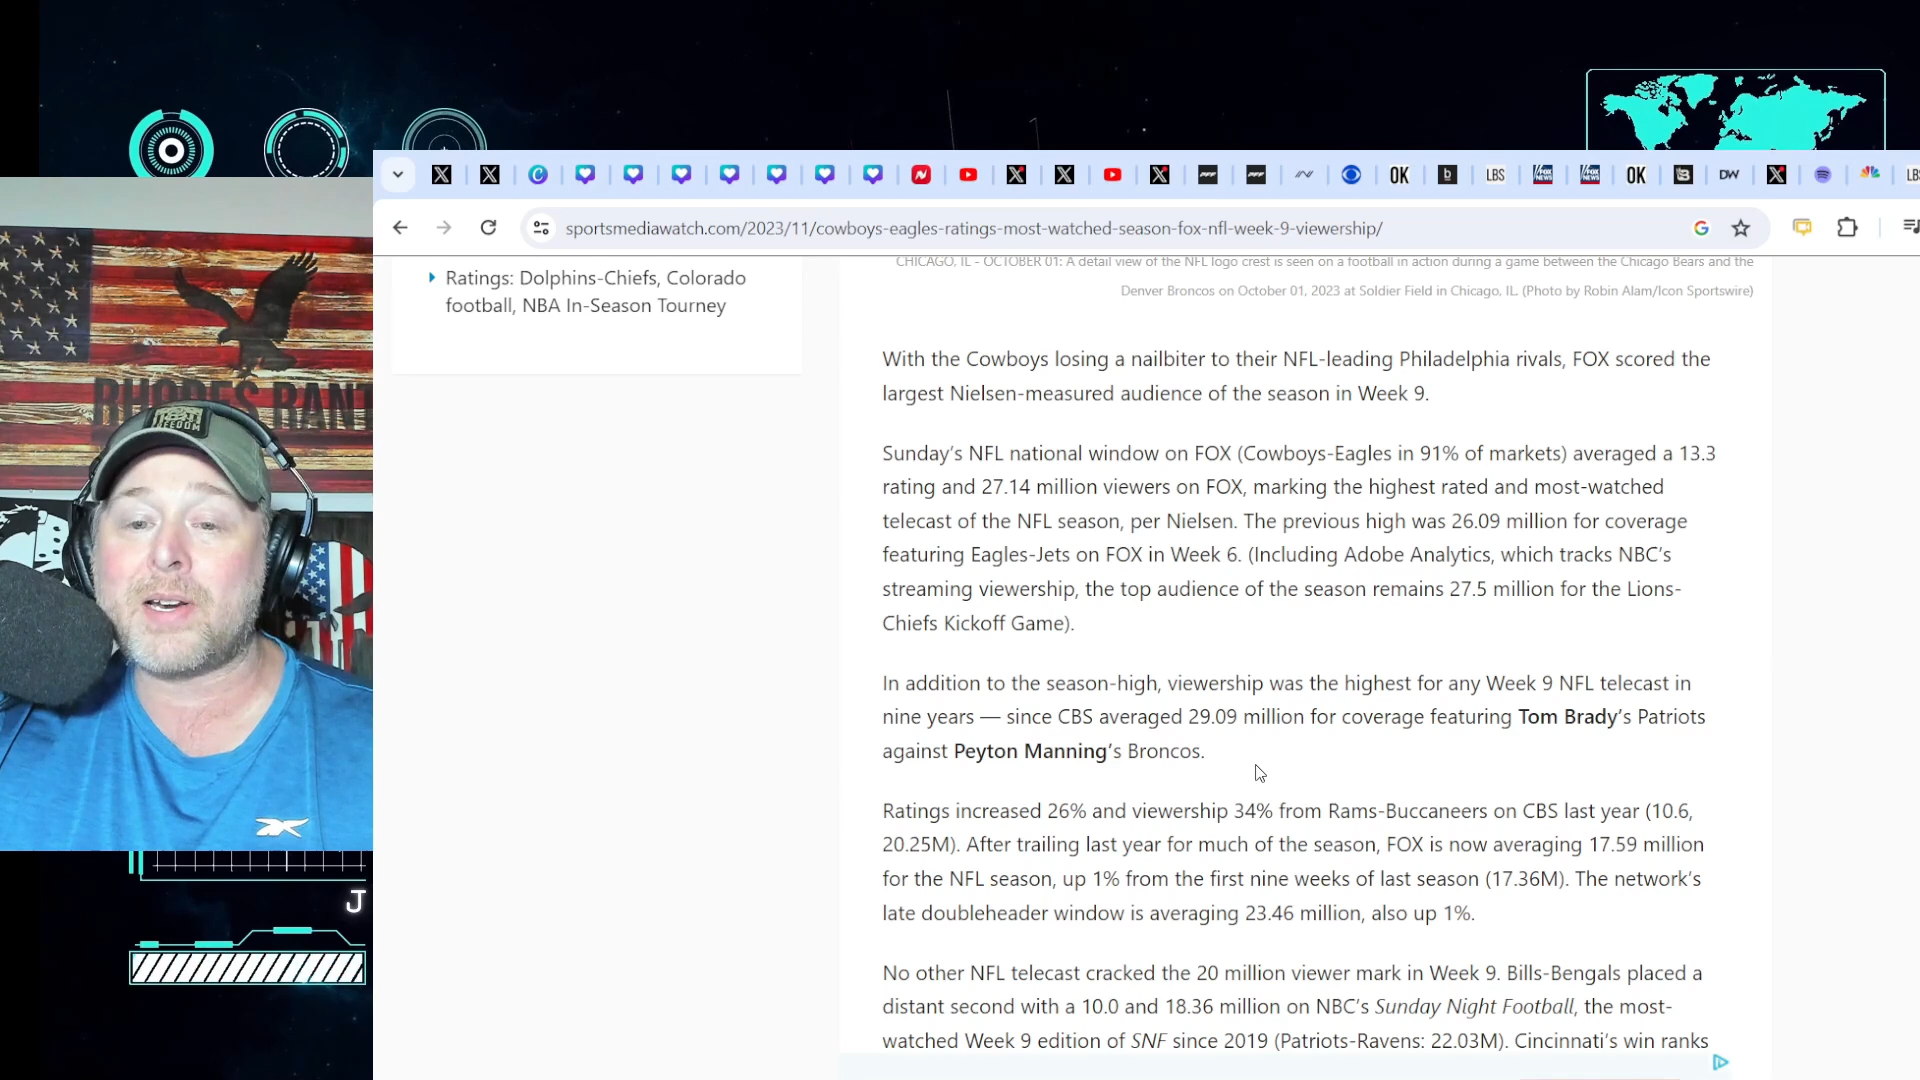 OK
b
LBS
FOX NEWS
FOX NEWS
OK
B
DW
LBS
sportsmediawatch.com/2023/11/cowboys-eagles-ratings-most-watched-season-fox-nfl-week-9-viewership/
Ratings: Dolphins-Chiefs, Colorado
football, NBA In-Season Tourney
CHICAGO, IL - OCTOBER 01: A detail view of the NFL logo crest is seen on a football in action during a game between the Chicago Bears and the
Denver Broncos on October 01, 2023 at Soldier Field in Chicago, IL. (Photo by Robin Alam/Icon Sportswire)
With the Cowboys losing a nailbiter to their NFL-leading Philadelphia rivals, FOX scored the
largest Nielsen-measured audience of the season in Week 9.
Sunday’s NFL national window on FOX (Cowboys-Eagles in 91% of markets) averaged a 13.3
rating and 27.14 million viewers on FOX, marking the highest rated and most-watched
telecast of the NFL season, per Nielsen. The previous high was 26.09 million for coverage
featuring Eagles-Jets on FOX in Week 6. (Including Adobe Analytics, which tracks NBC’s
streaming viewership, the top audience of the season remains 27.5 million for the Lions-
Chiefs Kickoff Game).
In addition to the season-high, viewership was the highest for any Week 9 NFL telecast in
nine years — since CBS averaged 29.09 million for coverage featuring Tom Brady’s Patriots
against Peyton Manning’s Broncos.
Ratings increased 26% and viewership 34% from Rams-Buccaneers on CBS last year (10.6,
20.25M). After trailing last year for much of the season, FOX is now averaging 17.59 million
for the NFL season, up 1% from the first nine weeks of last season (17.36M). The network’s
late doubleheader window is averaging 23.46 million, also up 1%.
No other NFL telecast cracked the 20 million viewer mark in Week 9. Bills-Bengals placed a
distant second with a 10.0 and 18.36 million on NBC’s Sunday Night Football, the most-
watched Week 9 edition of SNF since 2019 (Patriots-Ravens: 22.03M). Cincinnati’s win ranks
RHODES RANT
FREEDOM
J